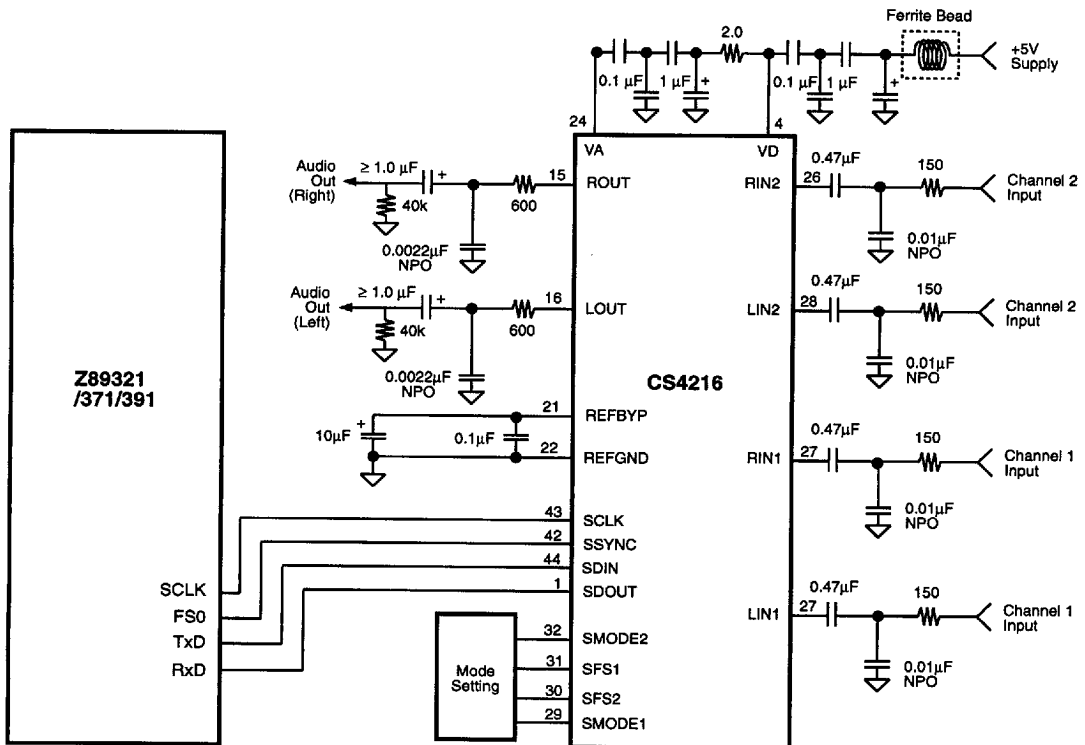 Ferrite Bead
2.0
+5V
Supply
0.1 µF
1 µF
+
0.1 µF
1 µF
+
24
4
VA
VD
Audio
Out
(Right)
≥ 1.0 µF
+
40k
600
15
ROUT
0.0022µF
NPO
RIN2
26
0.47µF
150
Channel 2
Input
0.01µF
NPO
Audio
Out
(Left)
≥ 1.0 µF
+
40k
600
16
LOUT
0.0022µF
NPO
LIN2
28
0.47µF
150
Channel 2
Input
0.01µF
NPO
Z89321
/371/391
CS4216
21
REFBYP
10µF
+
0.1µF
22
REFGND
RIN1
27
0.47µF
150
Channel 1
Input
0.01µF
NPO
43
SCLK
42
SSYNC
44
SDIN
1
SDOUT
SCLK
FS0
TxD
RxD
LIN1
27
0.47µF
150
Channel 1
Input
0.01µF
NPO
Mode
Setting
32
SMODE2
31
SFS1
30
SFS2
29
SMODE1